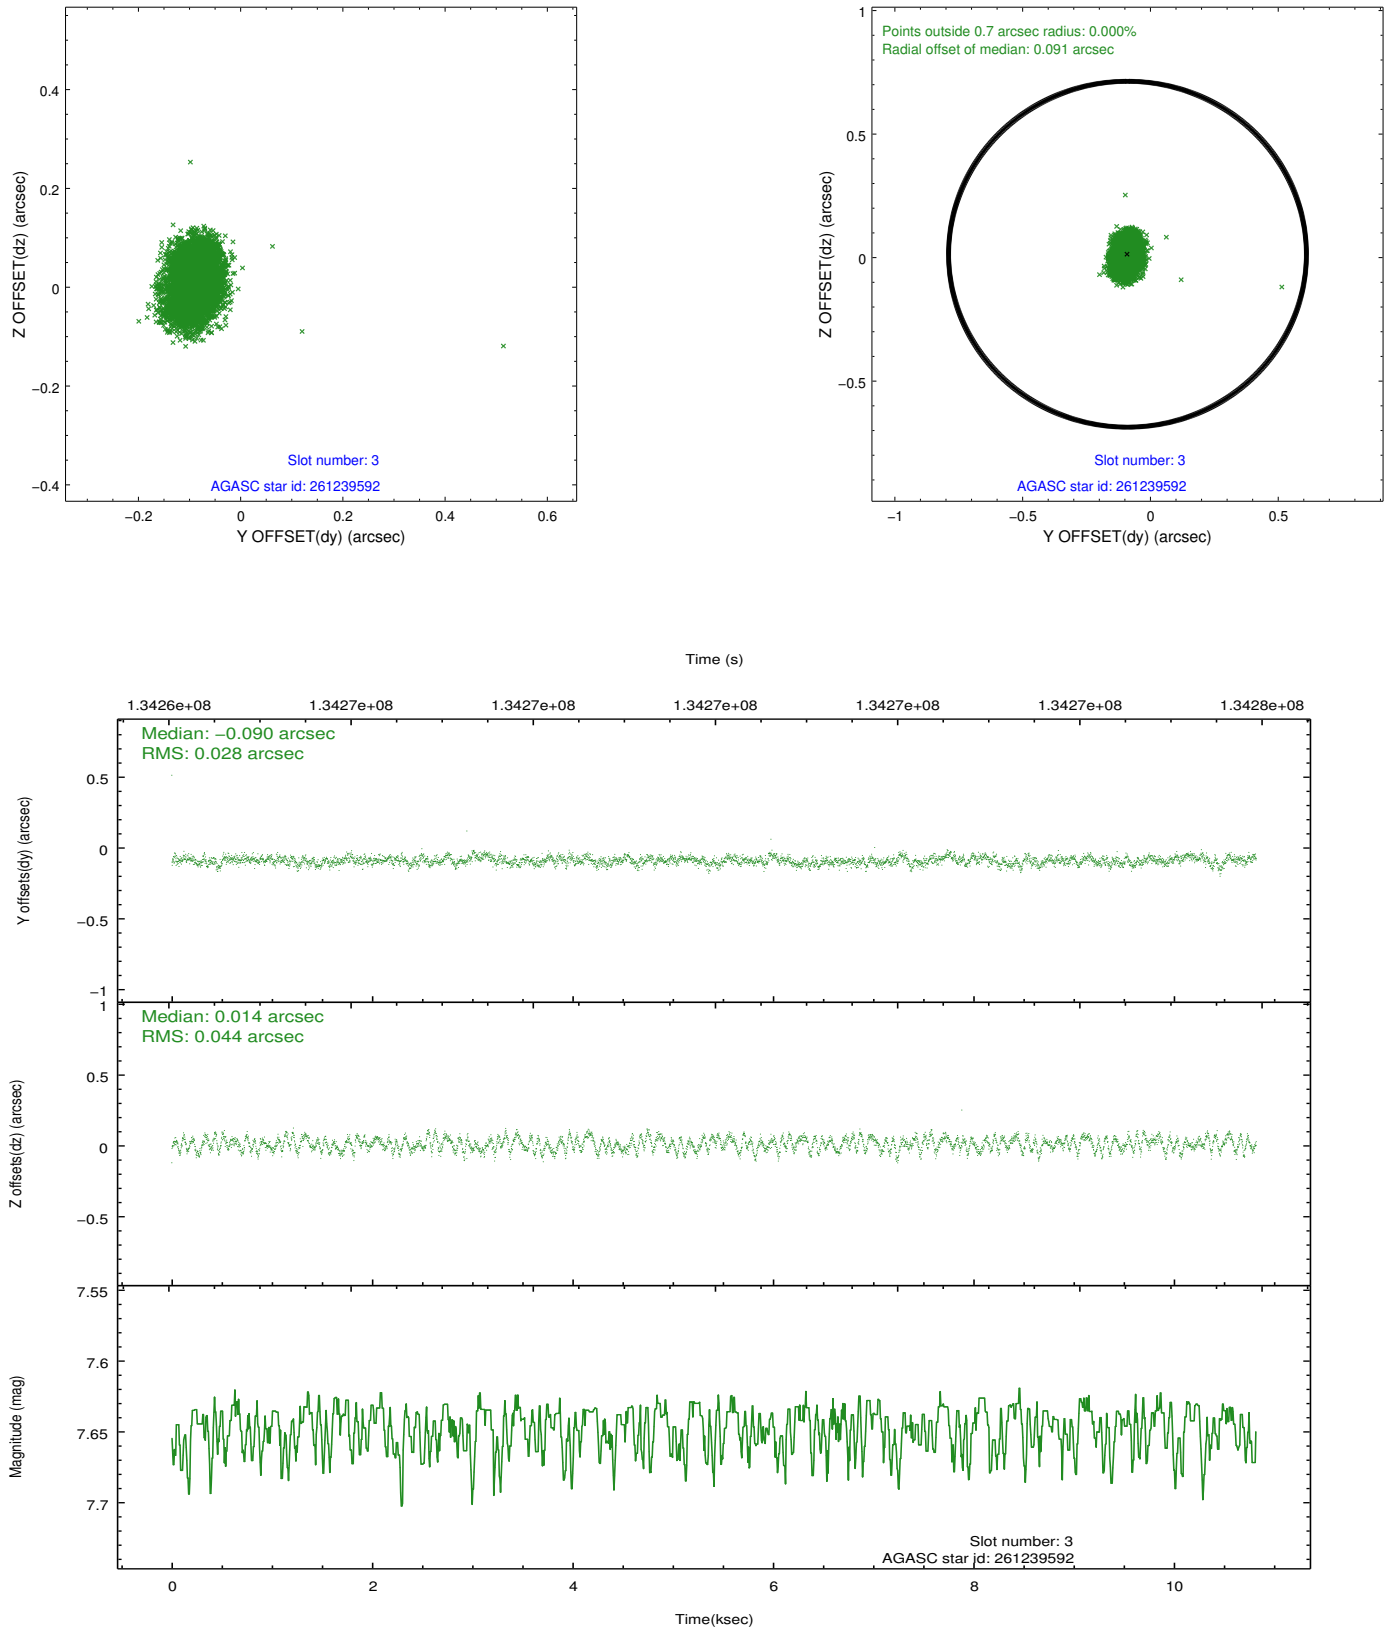 0.4
0.2
0
−0.2
−0.4
Z OFFSET(dz) (arcsec)
Slot number: 3
AGASC star id: 261239592
−0.2 0 0.2 0.4 0.6
Y OFFSET(dy) (arcsec)
1
0.5
0
−0.5
Z OFFSET(dz) (arcsec)
Points outside 0.7 arcsec radius: 0.000%
Radial offset of median: 0.091 arcsec
Slot number: 3
AGASC star id: 261239592
−1 −0.5 0 0.5
Y OFFSET(dy) (arcsec)
Time (s)
1.3426e+08 1.3427e+08 1.3427e+08 1.3427e+08 1.3427e+08 1.3427e+08 1.3428e+08
Median: −0.090 arcsec
RMS: 0.028 arcsec
0.5
0
−0.5
−1
Y offsets(dy) (arcsec)
Median: 0.014 arcsec
RMS: 0.044 arcsec
1
0.5
0
−0.5
Z offsets(dz) (arcsec)
7.55
7.6
7.65
7.7
Magnitude (mag)
Slot number: 3
AGASC star id: 261239592
0 2 4 6 8 10
Time(ksec)